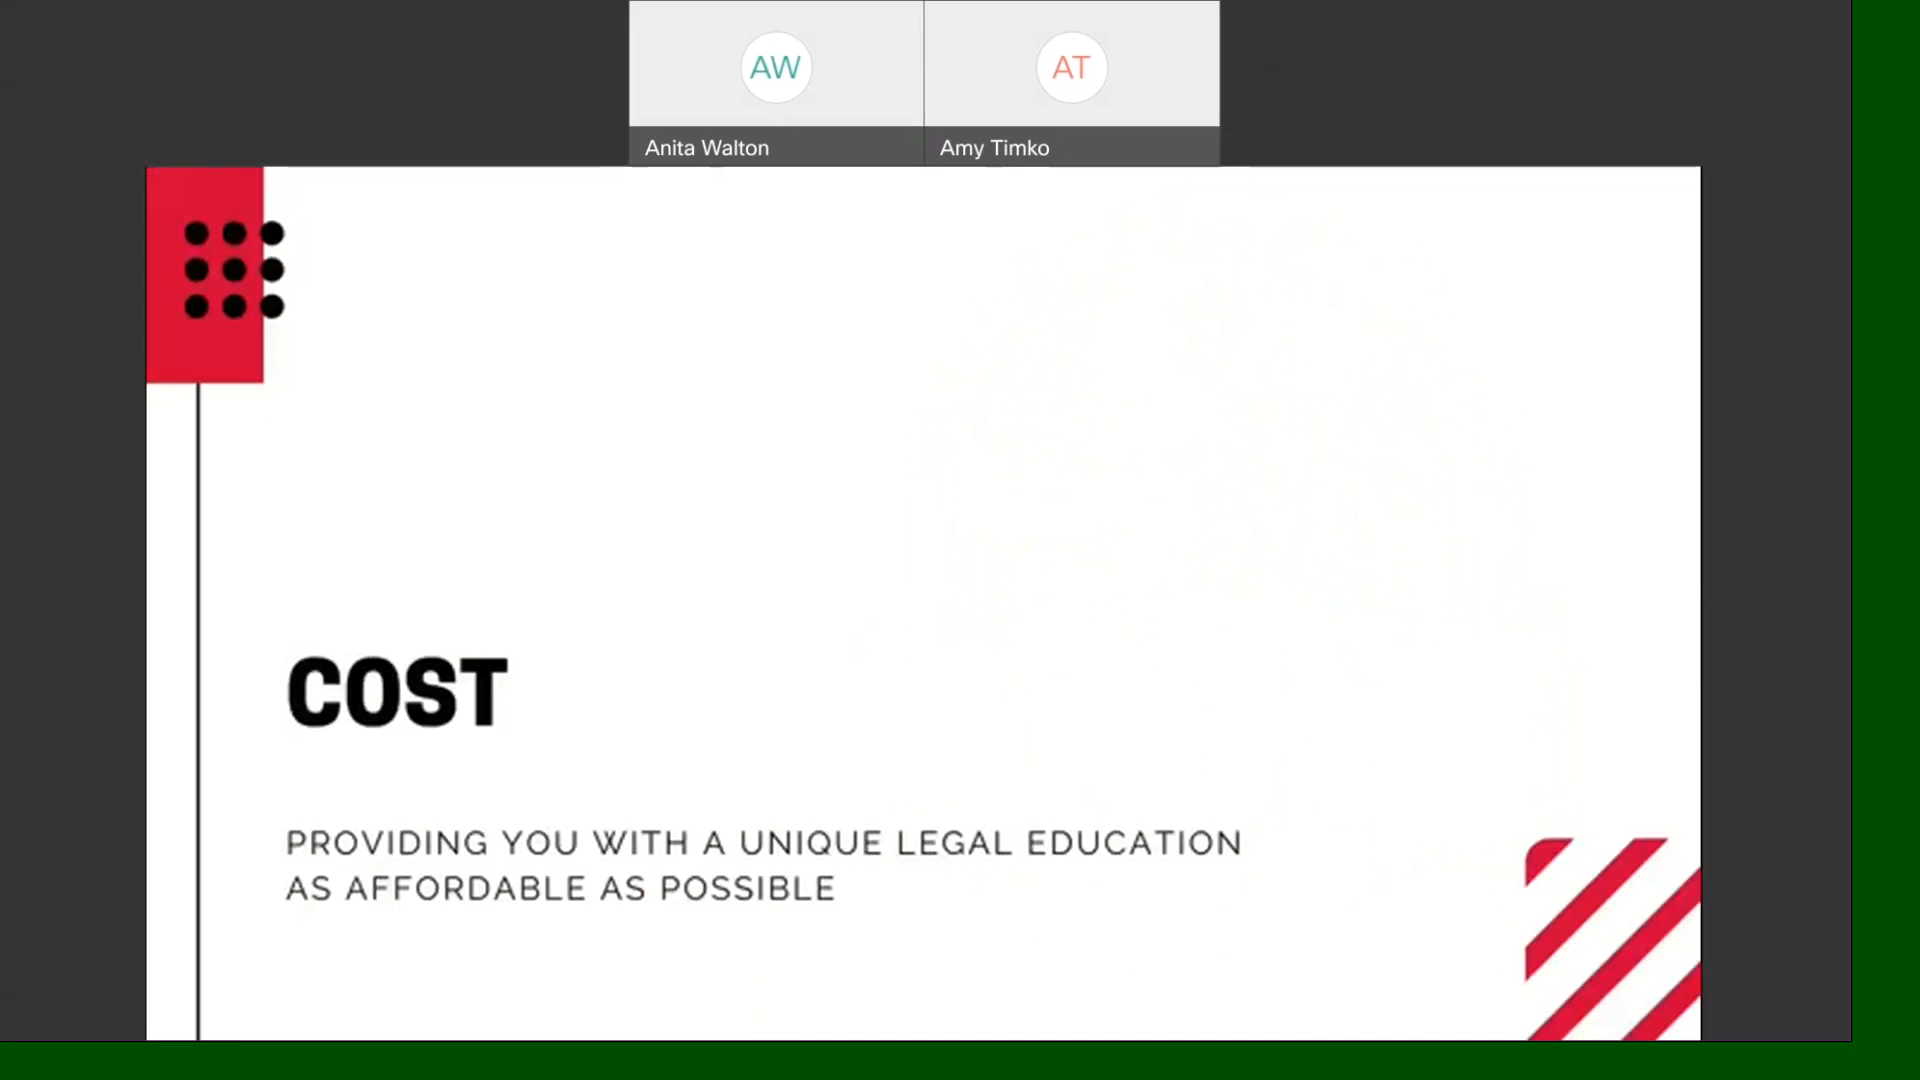 AW
AT
Anita Walton
Amy Timko
COST
PROVIDING YOU WITH A UNIQUE LEGAL EDUCATION
AS AFFORDABLE AS POSSIBLE